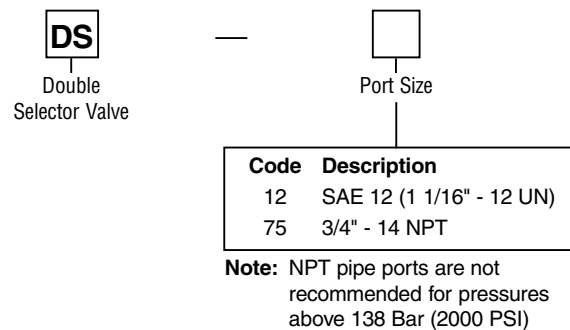 DS —
Double
Selector Valve
Port Size
Code Description
12 SAE 12 (1 1/16" - 12 UN)
75 3/4" - 14 NPT
Note: NPT pipe ports are not
recommended for pressures
above 138 Bar (2000 PSI)